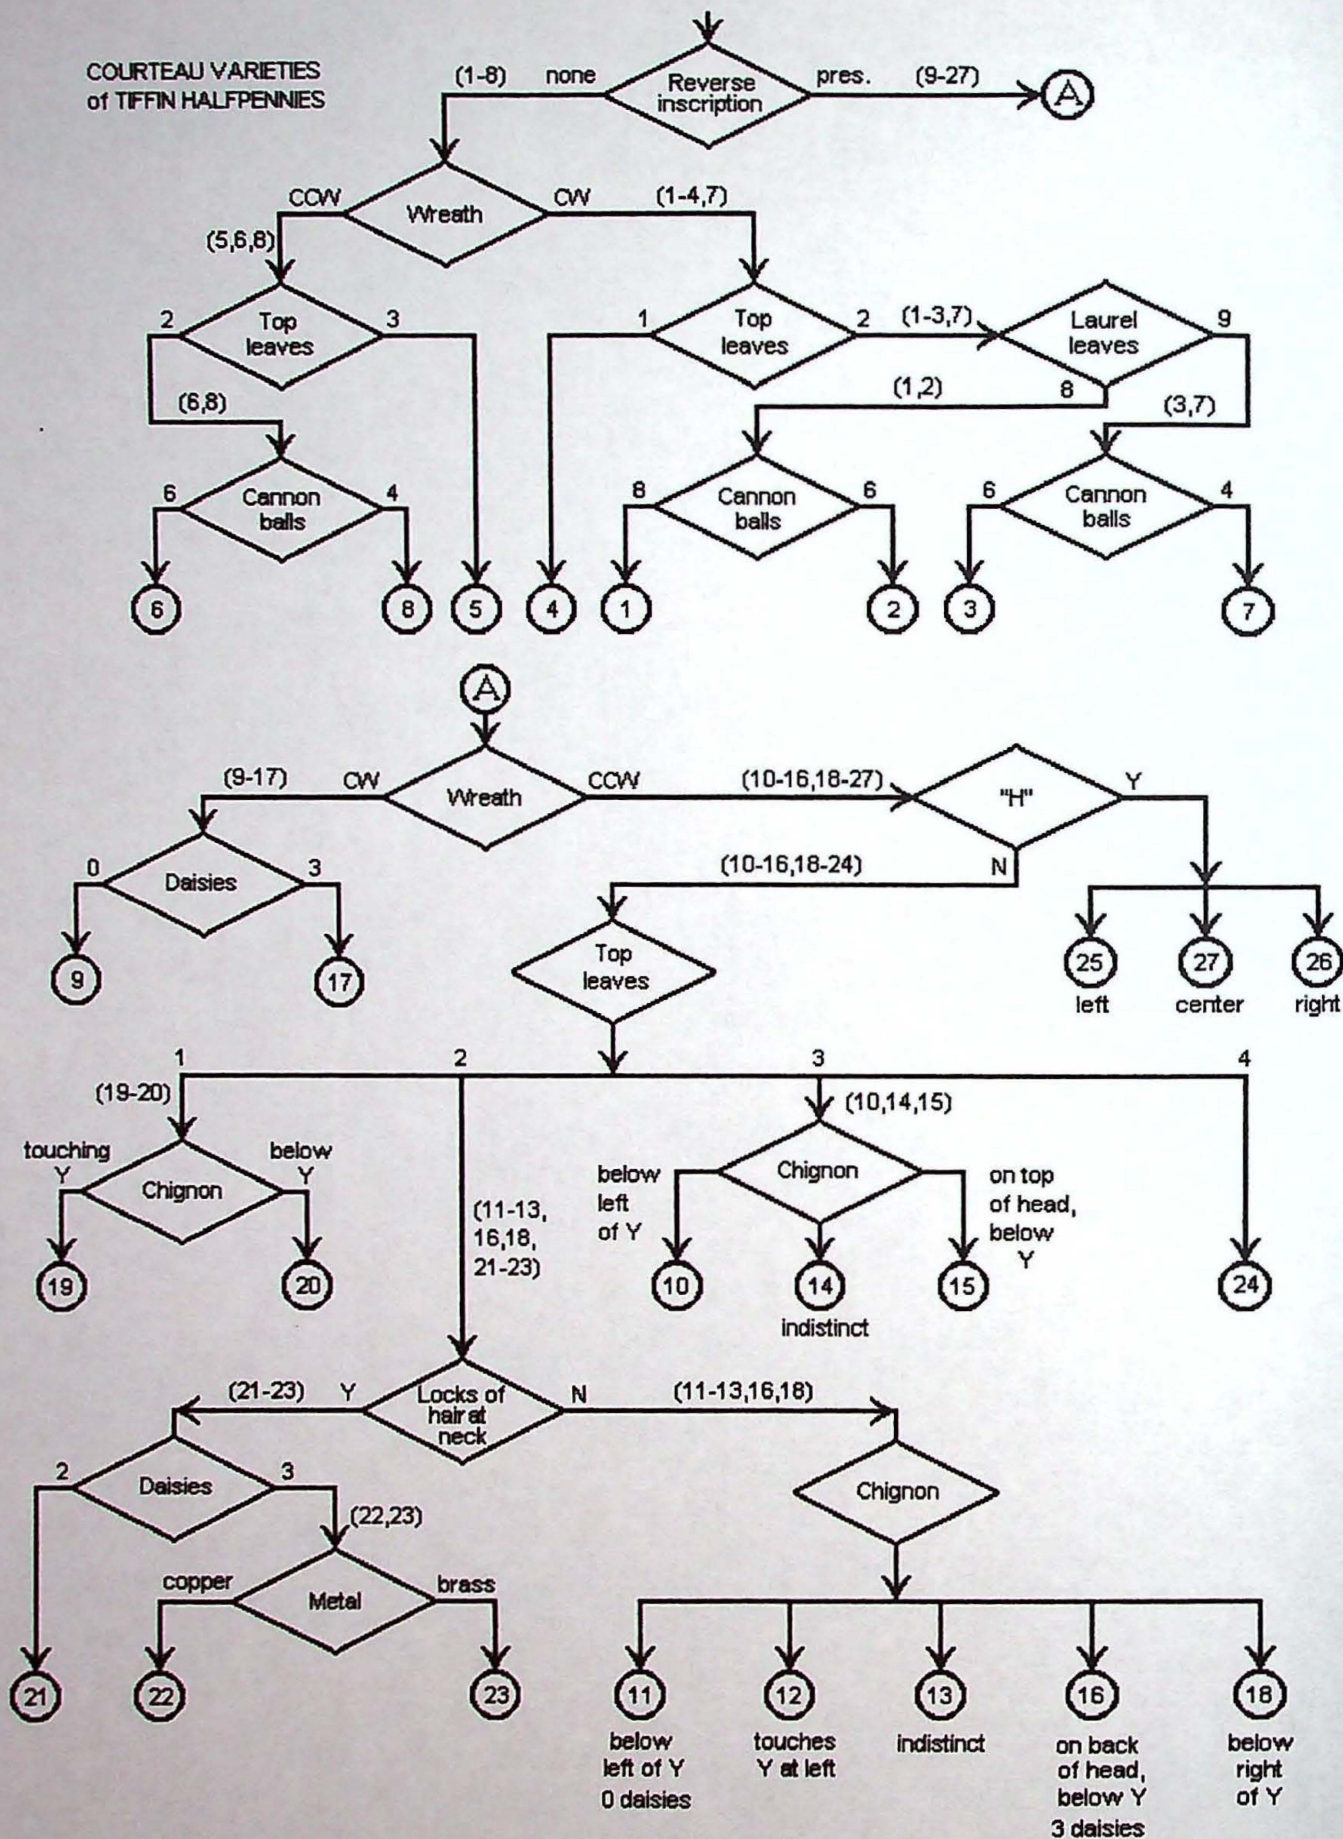 COURTEAU VARIETIES
of TIFFIN HALFPENNIES
(1-8) none
Reverse
inscription
pres. (9-27)
A
CCW
Wreath
CW
(1-4,7)
(5,6,8)
2
Top
leaves
3
1
Top
leaves
2
(1-3,7)
Laurel
leaves
9
8
(6,8)
(1,2)
(3,7)
6
Cannon
balls
4
8
Cannon
balls
6
6
Cannon
balls
4
6
8
5
4
1
2
3
7
A
(9-17)
CW
Wreath
CCW
(10-16,18-27)
"H"
Y
N
(10-16,18-24)
0
Daisies
3
9
17
Top
leaves
25
left
27
center
26
right
1
2
3
4
(19-20)
(10,14,15)
touching
Y
Chignon
below
Y
19
20
(11-13,
16,18,
21-23)
below
left
of Y
Chignon
on top
of head,
below
Y
10
14
indistinct
15
24
(21-23)
Y
Locks of
hair at
neck
N
(11-13,16,18)
2
Daisies
3
(22,23)
Chignon
copper
Metal
brass
21
22
23
11
below
left of Y
0 daisies
12
touches
Y at left
13
indistinct
16
on back
of head,
below Y
3 daisies
18
below
right
of Y